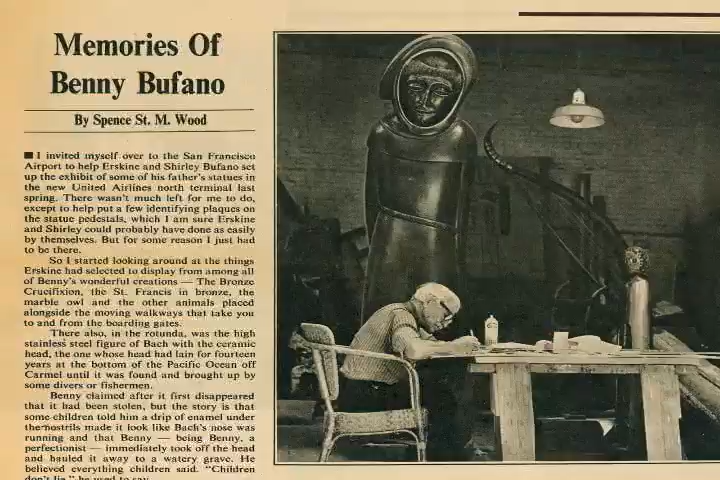 Memories Of
Benny Bufano
By Spence St. M. Wood
I invited myself over to the San Francisco
Airport to help Erskine and Shirley Bufano set
up the exhibit of some of his father's statues in
the new United Airlines north terminal last
spring. There wasn't much left for me to do,
except to help put a few identifying plaques on
the statue pedestals, which I am sure Erskine
and Shirley could probably have done as easily
by themselves. But for some reason I just had
to be there.
So I started looking around at the things
Erskine had selected to display from among all
of Benny's wonderful creations — The Bronze
Crucifixion, the St. Francis in bronze, the
marble owl and the other animals placed
alongside the moving walkways that take you
to and from the boarding gates.
There also, in the rotunda, was the high
stainless steel figure of Bach with the ceramic
head, the one whose head had lain for fourteen
years at the bottom of the Pacific Ocean off
Carmel until it was found and brought up by
some divers or fishermen.
Benny claimed after it first disappeared
that it had been stolen, but the story is that
some children told him a drip of enamel under
the nostrils made it look like Bach's nose was
running and that Benny — being Benny, a
perfectionist — immediately took off the head
and hauled it away to a watery grave. He
believed everything children said. "Children
don't lie," he used to say.